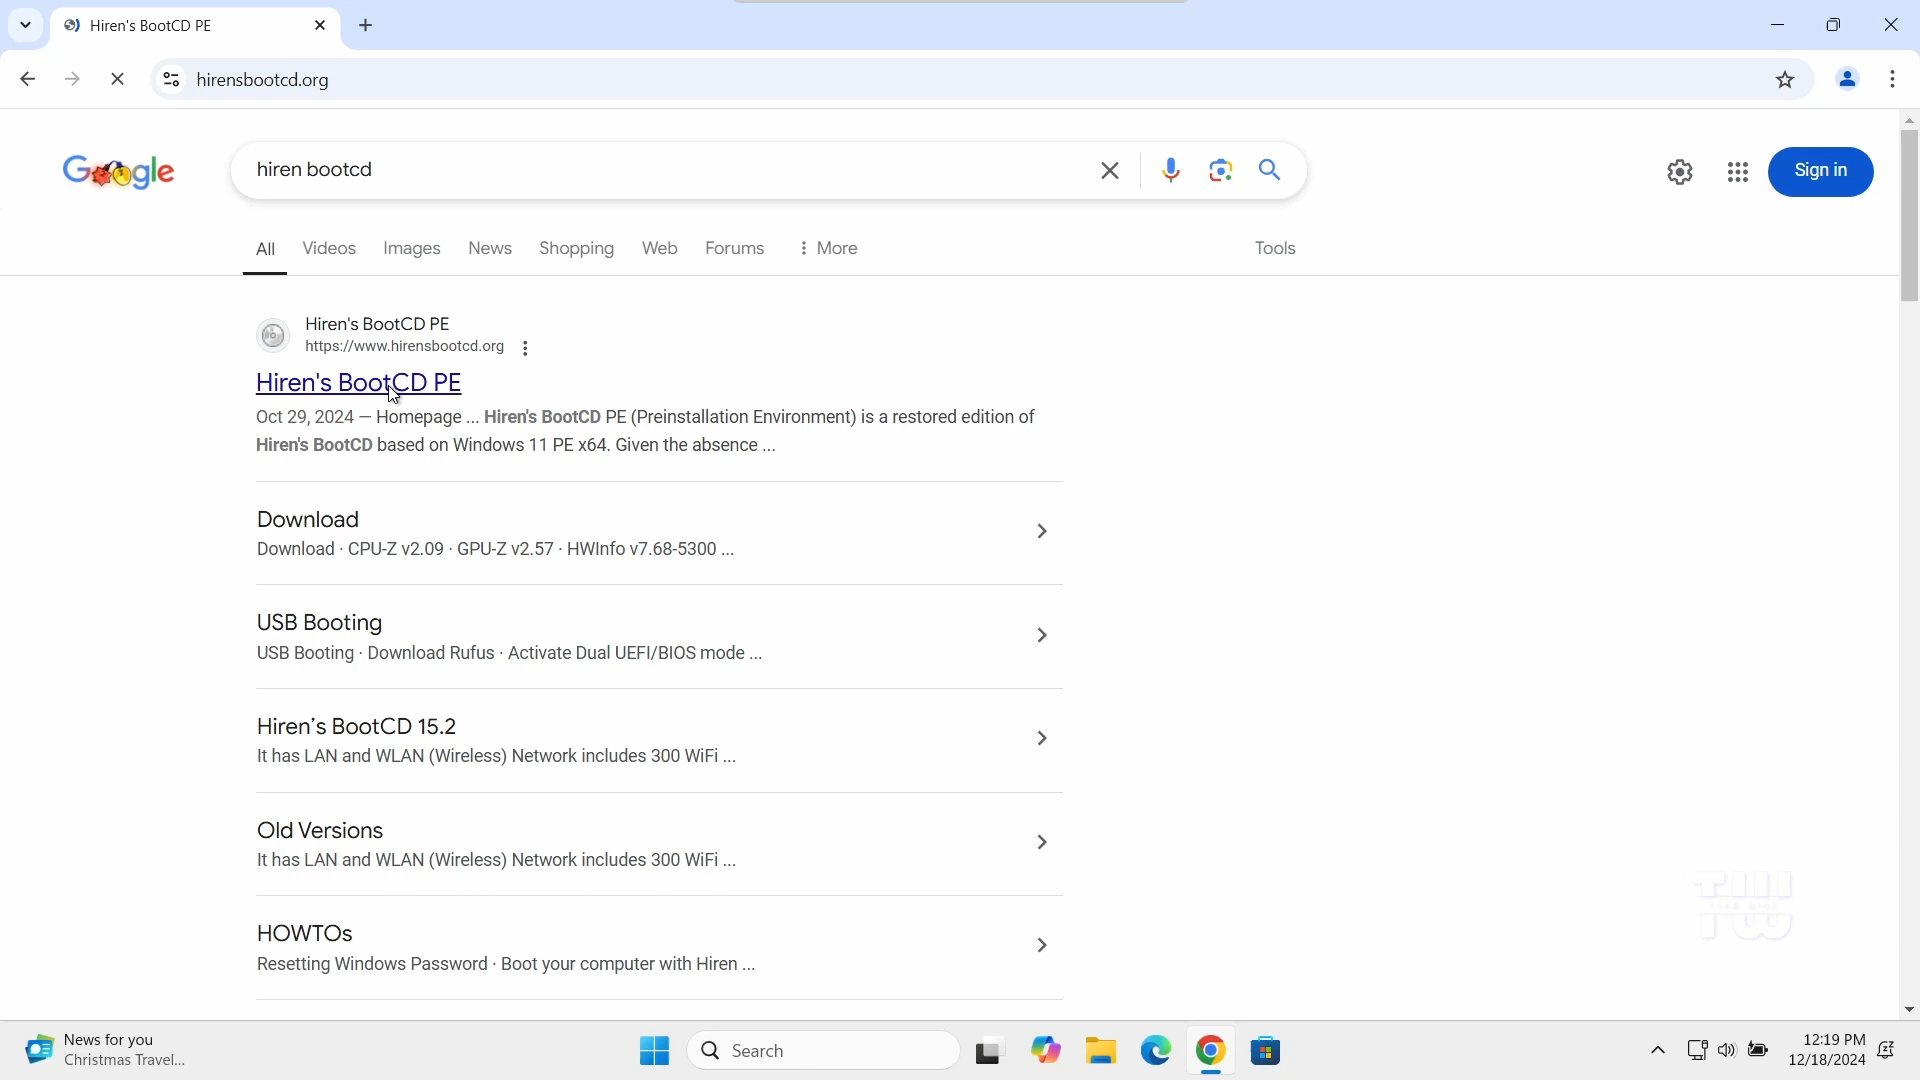 Hiren's BootCD PE
hirensbootcd.org
Google
hiren bootcd
Sign in
All Videos Images News Shopping Web Forums More Tools
Hiren's BootCD PE
https://www.hirensbootcd.org
Hiren's BootCD PE
Oct 29, 2024 — Homepage ... Hiren's BootCD PE (Preinstallation Environment) is a restored edition of
Hiren's BootCD based on Windows 11 PE x64. Given the absence ...
Download
Download · CPU-Z v2.09 · GPU-Z v2.57 · HWInfo v7.68-5300 ...
USB Booting
USB Booting · Download Rufus · Activate Dual UEFI/BIOS mode ...
Hiren’s BootCD 15.2
It has LAN and WLAN (Wireless) Network includes 300 WiFi ...
Old Versions
It has LAN and WLAN (Wireless) Network includes 300 WiFi ...
HOWTOs
Resetting Windows Password · Boot your computer with Hiren ...
News for you
Christmas Travel...
Search
12:19 PM
12/18/2024